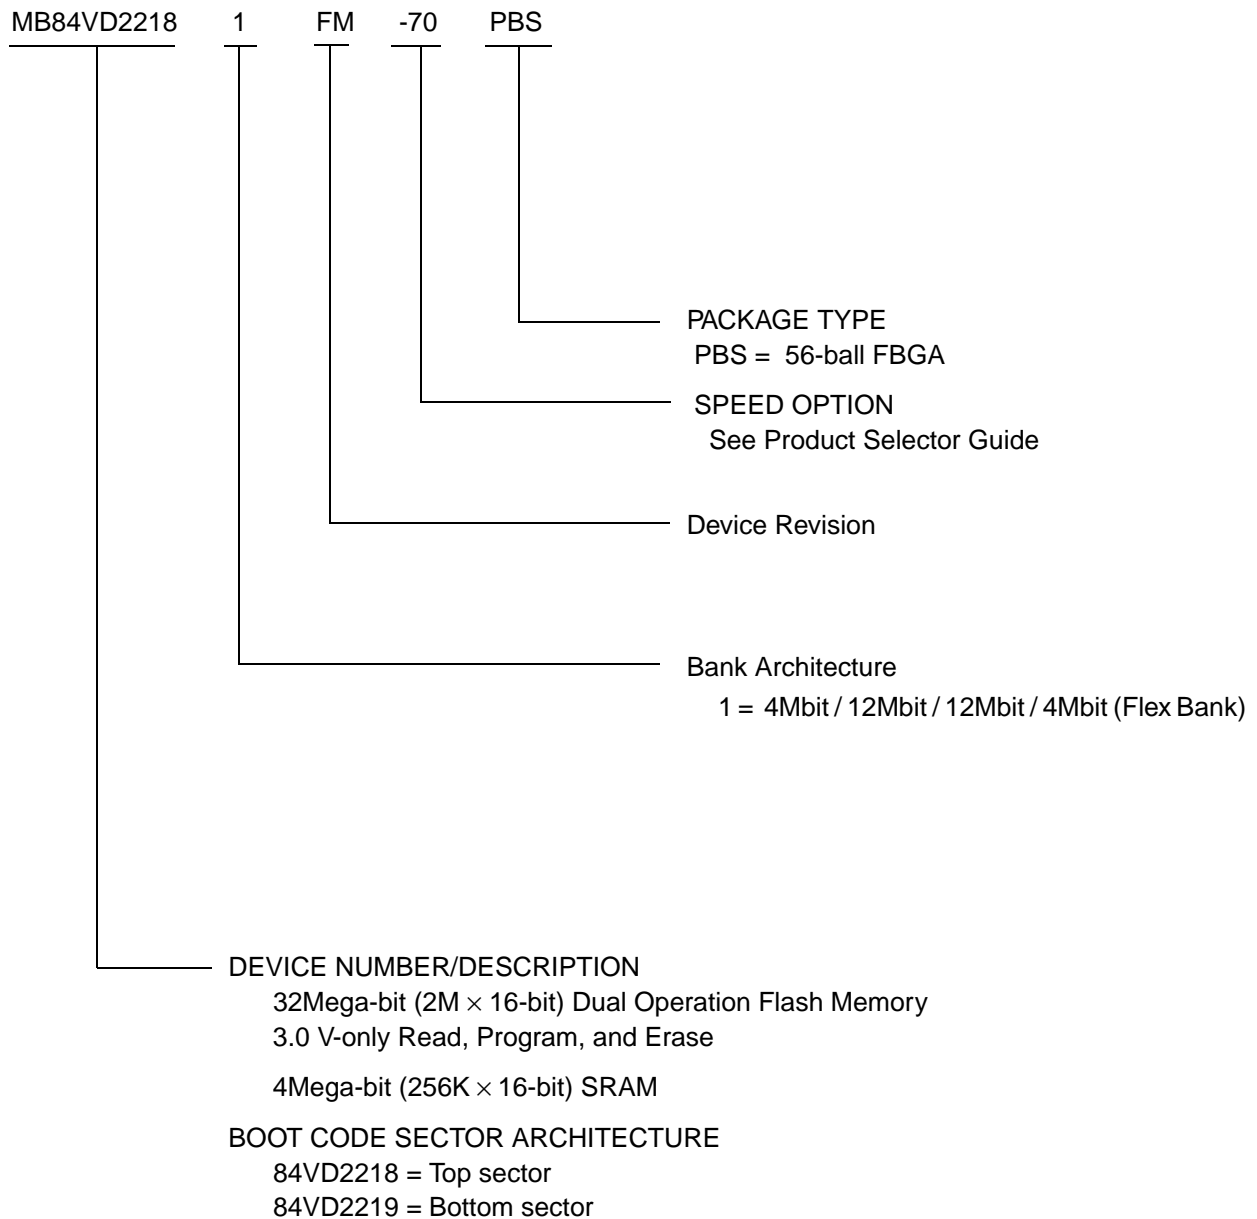 MB84VD2218 1 FM -70 PBS
PACKAGE TYPE
PBS = 56-ball FBGA
SPEED OPTION
See Product Selector Guide
Device Revision
Bank Architecture
1 = 4Mbit / 12Mbit / 12Mbit / 4Mbit (Flex Bank)
DEVICE NUMBER/DESCRIPTION
32Mega-bit (2M × 16-bit) Dual Operation Flash Memory
3.0 V-only Read, Program, and Erase
4Mega-bit (256K × 16-bit) SRAM
BOOT CODE SECTOR ARCHITECTURE
84VD2218 = Top sector
84VD2219 = Bottom sector